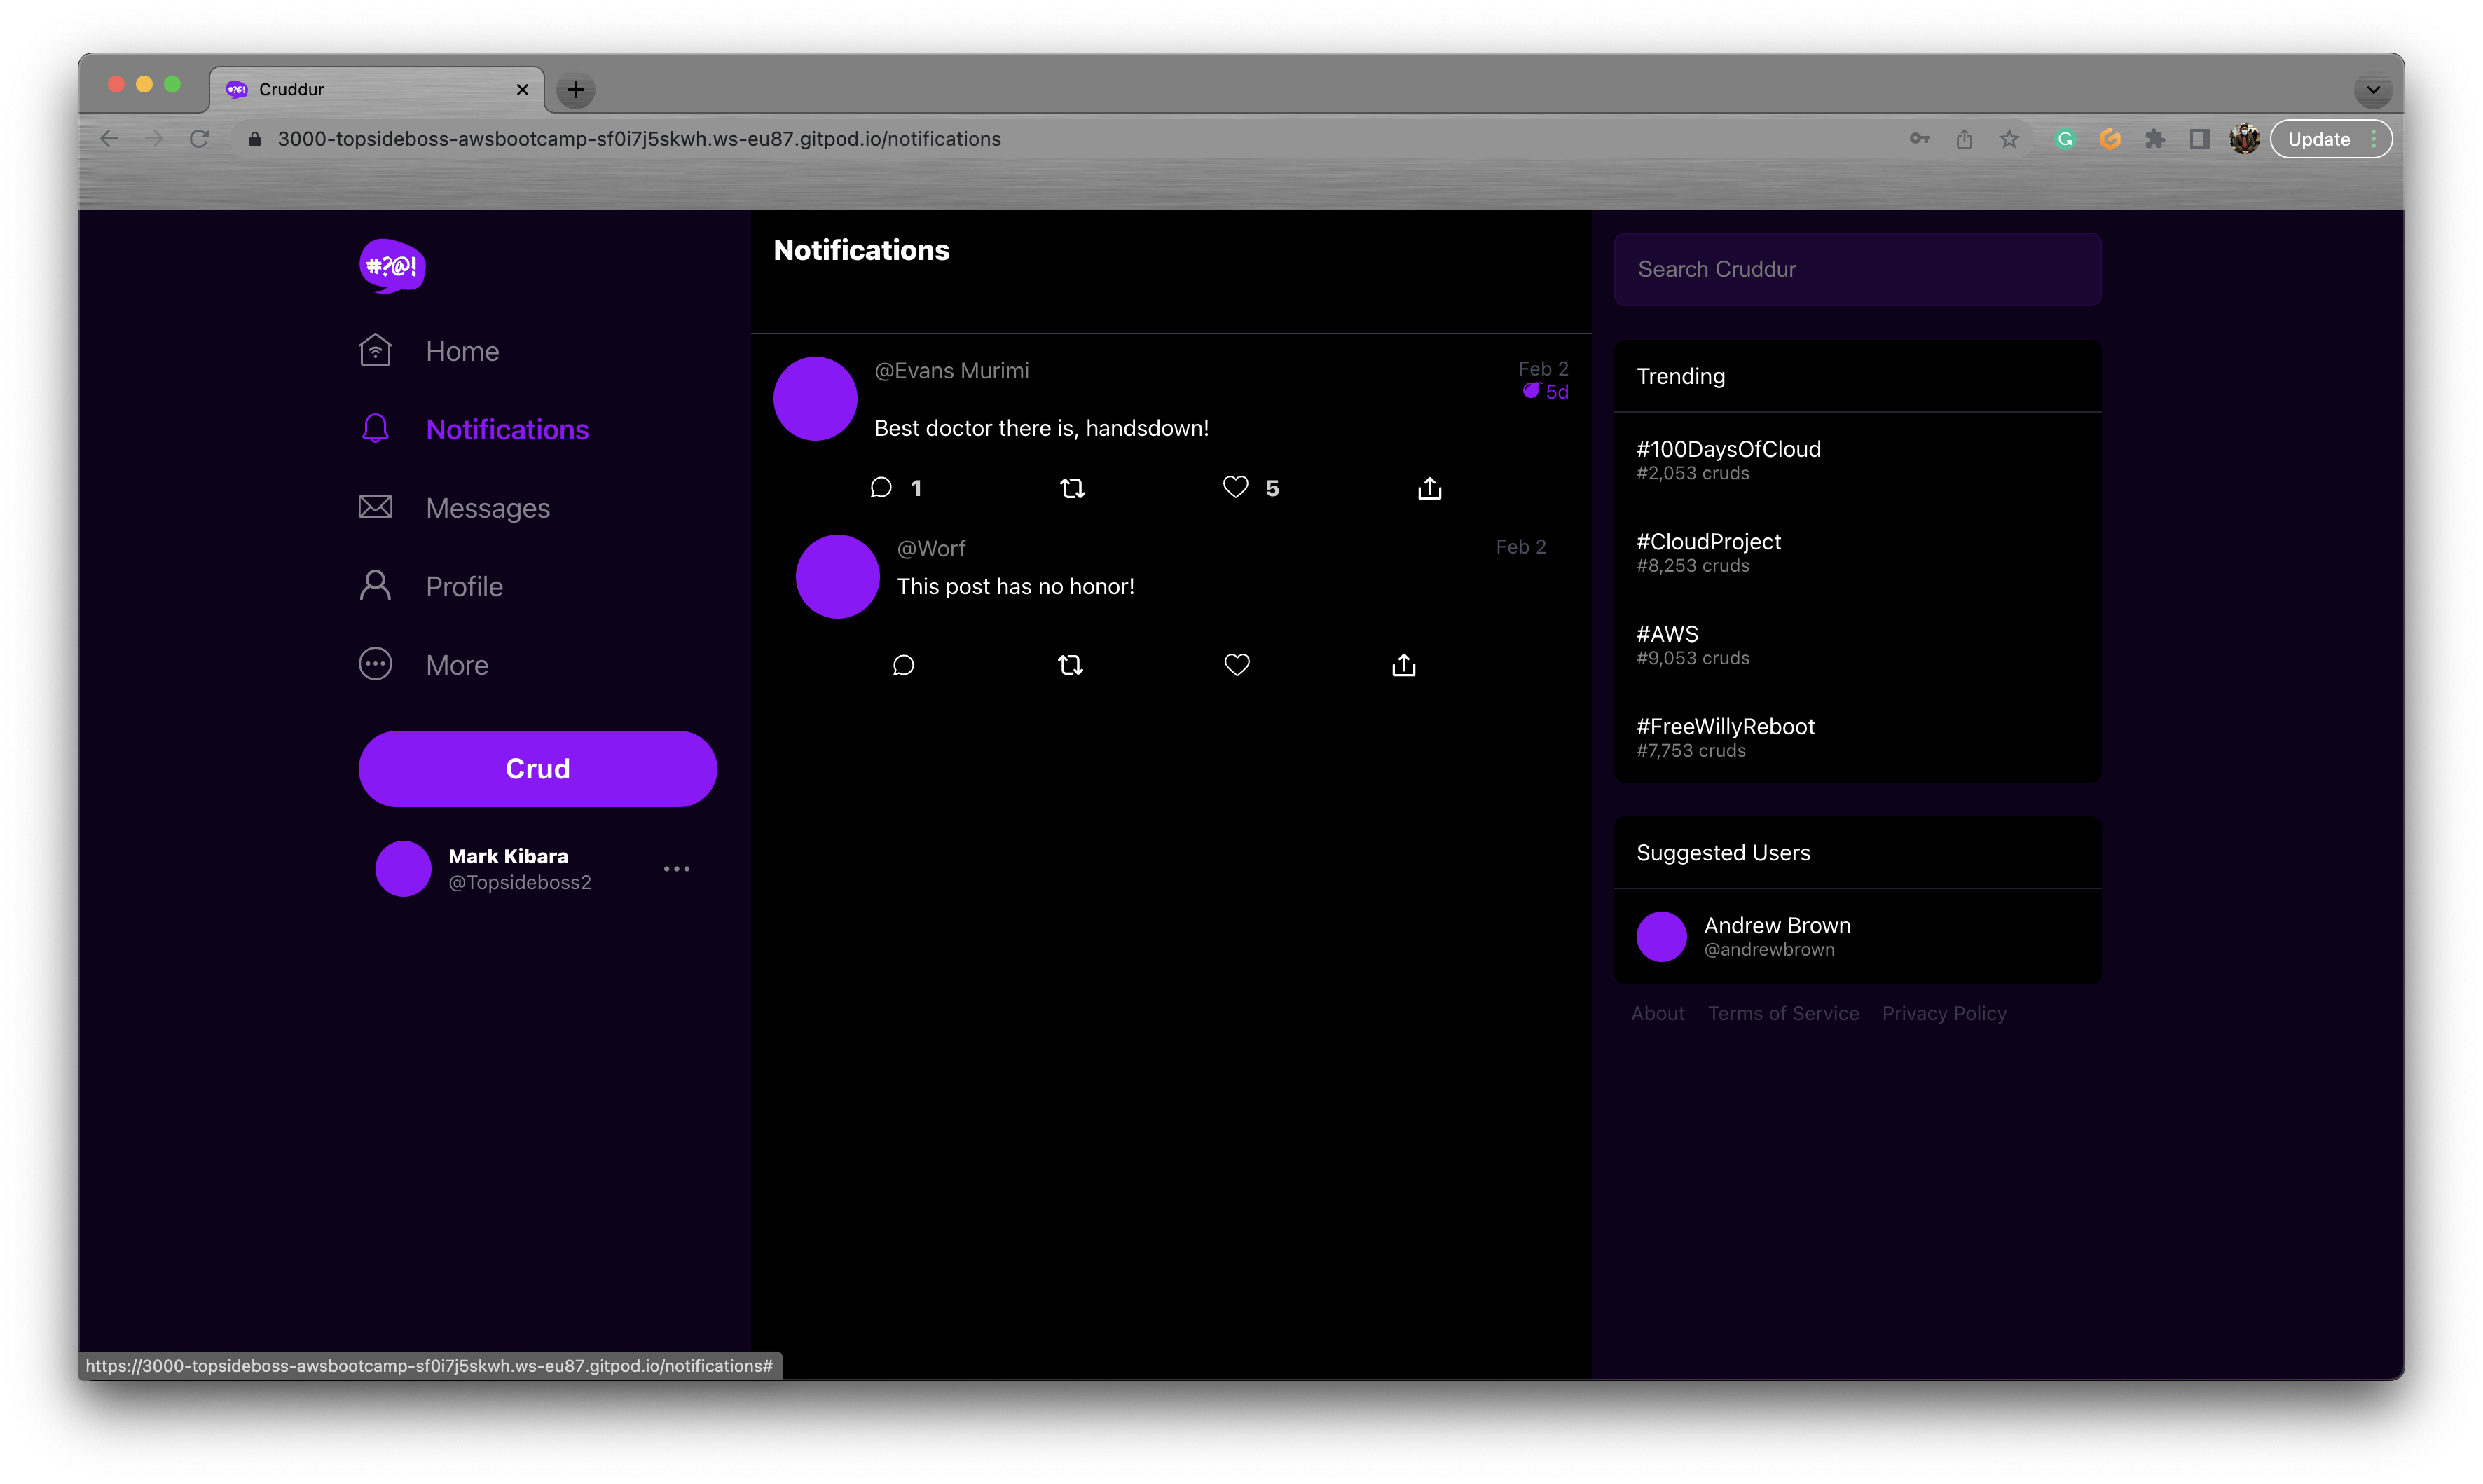 Cruddur
3000-topsideboss-awsbootcamp-sf0i7j5skwh.ws-eu87.gitpod.io/notifications
Update
#?@!
Home
Notifications
Messages
Profile
More
Crud
Mark Kibara
@Topsideboss2
Notifications
@Evans Murimi
Feb 2
5d
Best doctor there is, handsdown!
1
5
@Worf
Feb 2
This post has no honor!
Search Cruddur
Trending
#100DaysOfCloud
#2,053 cruds
#CloudProject
#8,253 cruds
#AWS
#9,053 cruds
#FreeWillyReboot
#7,753 cruds
Suggested Users
Andrew Brown
@andrewbrown
About Terms of Service Privacy Policy
https://3000-topsideboss-awsbootcamp-sf0i7j5skwh.ws-eu87.gitpod.io/notifications#